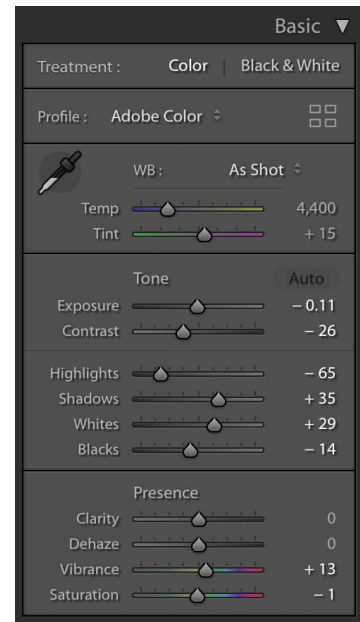 Basic ▼
Treatment : Color | Black & White
Profile : Adobe Color
WB : As Shot
Temp 4,400
Tint + 15
Tone Auto
Exposure − 0.11
Contrast − 26
Highlights − 65
Shadows + 35
Whites + 29
Blacks − 14
Presence
Clarity 0
Dehaze 0
Vibrance + 13
Saturation − 1